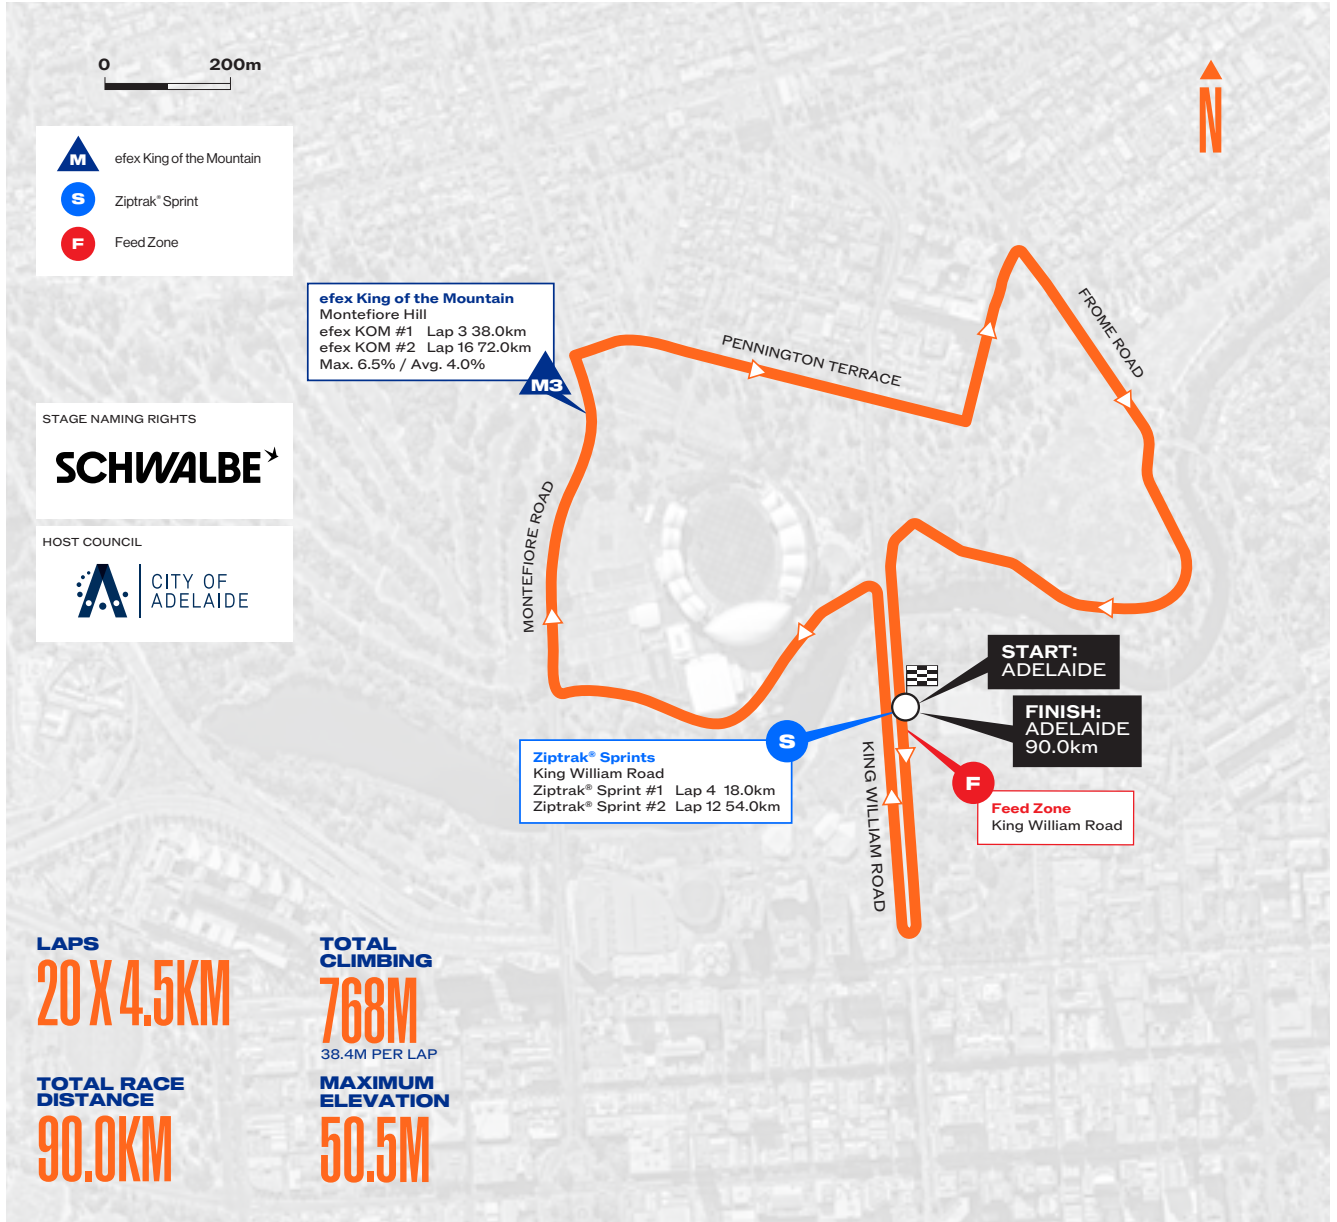 0 200m
N
M efex King of the Mountain
S Ziptrak® Sprint
F Feed Zone
efex King of the Mountain
Montefiore Hill
efex KOM #1 Lap 3 38.0km
efex KOM #2 Lap 16 72.0km
Max. 6.5% / Avg. 4.0%
M3
PENNINGTON TERRACE
FROME ROAD
STAGE NAMING RIGHTS
SCHWALBE
HOST COUNCIL
CITY OF
ADELAIDE
MONTEFIORE ROAD
START:
ADELAIDE
FINISH:
ADELAIDE
90.0km
S
Ziptrak® Sprints
King William Road
Ziptrak® Sprint #1 Lap 4 18.0km
Ziptrak® Sprint #2 Lap 12 54.0km
KING WILLIAM ROAD
F
Feed Zone
King William Road
LAPS
20 X 4.5KM
TOTAL
CLIMBING
768M
38.4M PER LAP
TOTAL RACE
DISTANCE
90.0KM
MAXIMUM
ELEVATION
50.5M